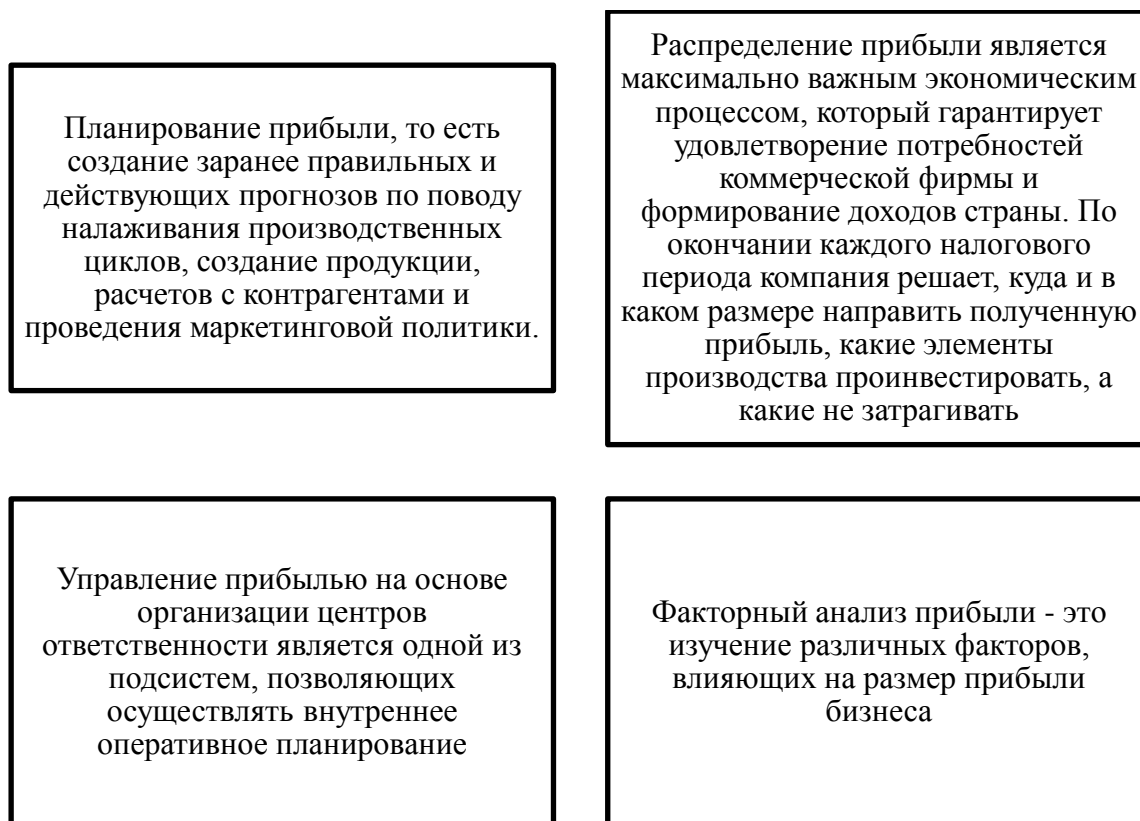 Планирование прибыли, то есть
создание заранее правильных и
действующих прогнозов по поводу
налаживания производственных
циклов, создание продукции,
расчетов с контрагентами и
проведения маркетинговой политики.
Распределение прибыли является
максимально важным экономическим
процессом, который гарантирует
удовлетворение потребностей
коммерческой фирмы и
формирование доходов страны. По
окончании каждого налогового
периода компания решает, куда и в
каком размере направить полученную
прибыль, какие элементы
производства проинвестировать, а
какие не затрагивать
Управление прибылью на основе
организации центров
ответственности является одной из
подсистем, позволяющих
осуществлять внутреннее
оперативное планирование
Факторный анализ прибыли - это
изучение различных факторов,
влияющих на размер прибыли
бизнеса